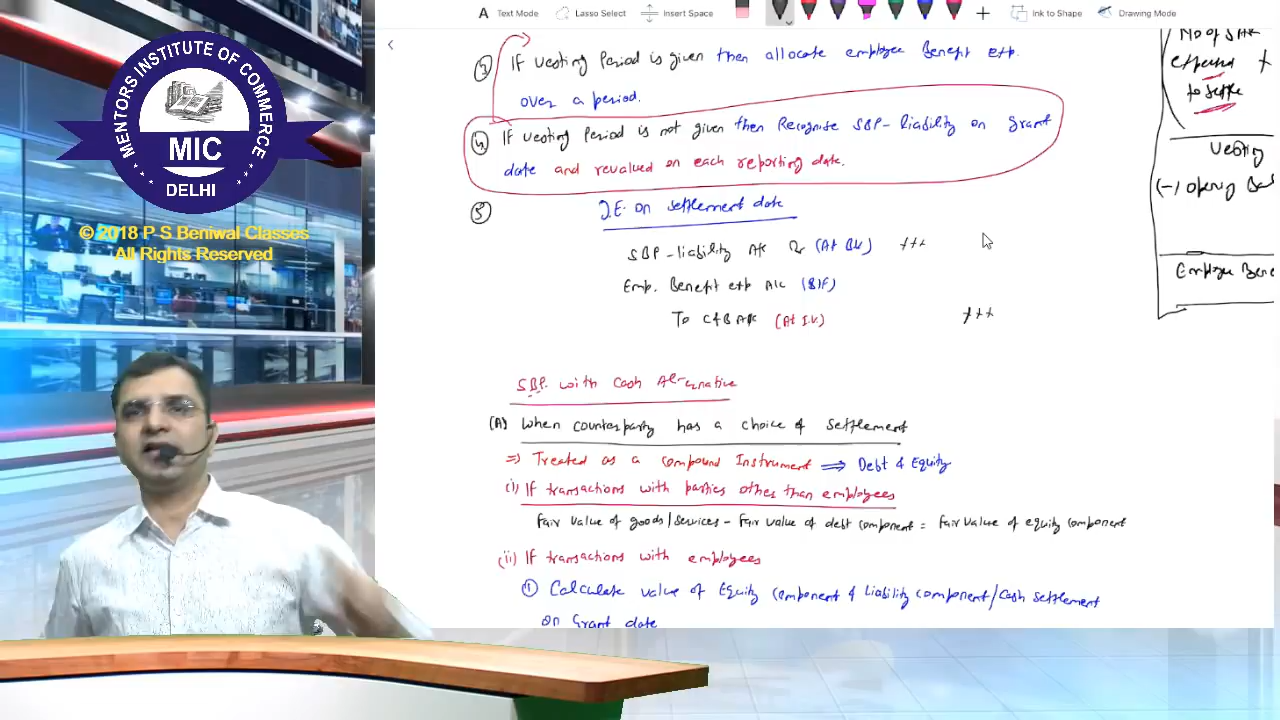 Text Mode
Lasso Select
Insert Space
Ink to Shape
Drawing Mode
MENTORS INSTITUTE OF COMMERCE
MIC
DELHI
© 2018 P S Beniwal Classes
All Rights Reserved
(3) If vesting Period is given then allocate employee Benefit exp.
over a period.
(4) If vesting Period is not given then Recognise SBP-liability on Grant
date and revalued on each reporting date.
(5) J.E. on settlement date
SBP-liability A/c Dr (At B.V.) +++
Emp. Benefit exp A/c (B/F)
To C&B A/c (At I.V.) +++
SBP with Cash Alternative
(A) When counterparty has a choice of settlement
⇒ Treated as a compound Instrument ⇒ Debt & Equity
(i) If transactions with parties other than employees
Fair value of goods/services - Fair value of debt component = Fair value of equity component
(ii) If transactions with employees
(1) Calculate value of Equity component & Liability component/Cash settlement
on Grant date
No of
expected +
to settle
Vesting
(-) opening
Employee Bene